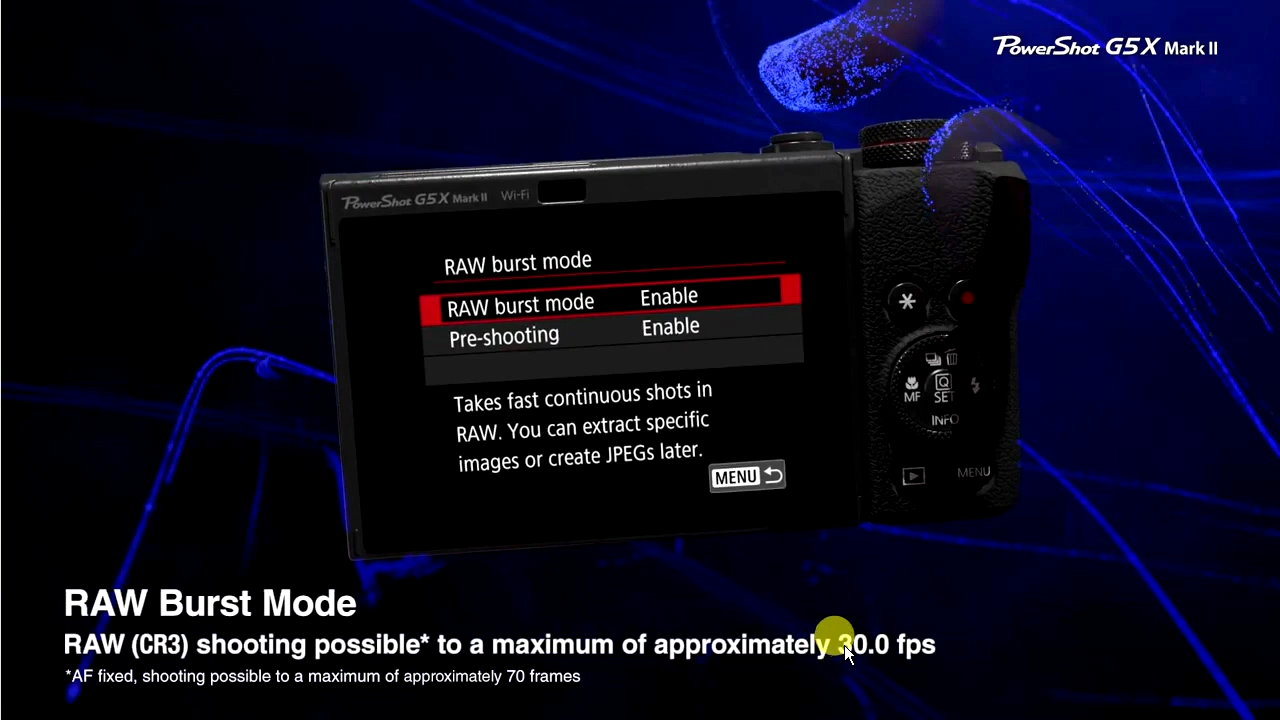 PowerShot G5 X Mark II
PowerShot G5 X Mark II Wi-Fi
RAW burst mode
RAW burst mode Enable
Pre-shooting Enable
Takes fast continuous shots in
RAW. You can extract specific
images or create JPEGs later.
MENU
MF
Q
SET
INFO
MENU
RAW Burst Mode
RAW (CR3) shooting possible* to a maximum of approximately 30.0 fps
*AF fixed, shooting possible to a maximum of approximately 70 frames